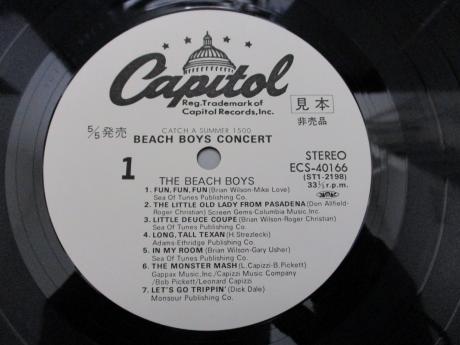 Capitol
Reg. Trademark of
Capitol Records, Inc.
見本
非売品
5/5発売
CATCH A SUMMER 1500
BEACH BOYS CONCERT
1
STEREO
ECS-40166
(ST1-2198)
33⅓ r.p.m.
THE BEACH BOYS
1. FUN, FUN, FUN (Brian Wilson-Mike Love)
Sea Of Tunes Publishing Co.
2. THE LITTLE OLD LADY FROM PASADENA (Don Altfeld-
Roger Christian) Screen Gems-Columbia Music Inc.
3. LITTLE DEUCE COUPE (Brian Wilson-Roger Christian)
Sea Of Tunes Publishing Co.
4. LONG, TALL TEXAN (H. Strezlecki)
Adams-Ethridge Publishing Co.
5. IN MY ROOM (Brian Wilson-Gary Usher)
Sea Of Tunes Publishing Co.
6. THE MONSTER MASH (L. Capizzi-B. Pickett)
Gappax Music, Inc/Capizzi Music Company
/Bob Pickett/Leonard Capizzi
7. LET'S GO TRIPPIN' (Dick Dale)
Monsour Publishing Co.